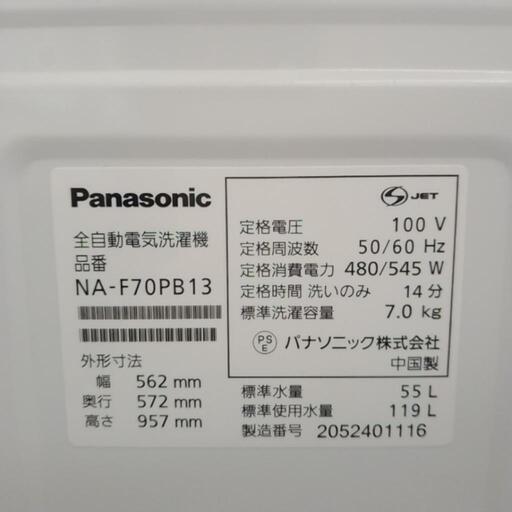 Panasonic
全自動電気洗濯機
品番
NA-F70PB13
外形寸法
幅 562 mm
奥行 572 mm
高さ 957 mm
S JET
定格電圧 100 V
定格周波数 50/60 Hz
定格消費電力 480/545 W
定格時間 洗いのみ 14 分
標準洗濯容量 7.0 kg
PS E パナソニック株式会社
中国製
標準水量 55 L
標準使用水量 119 L
製造番号 2052401116